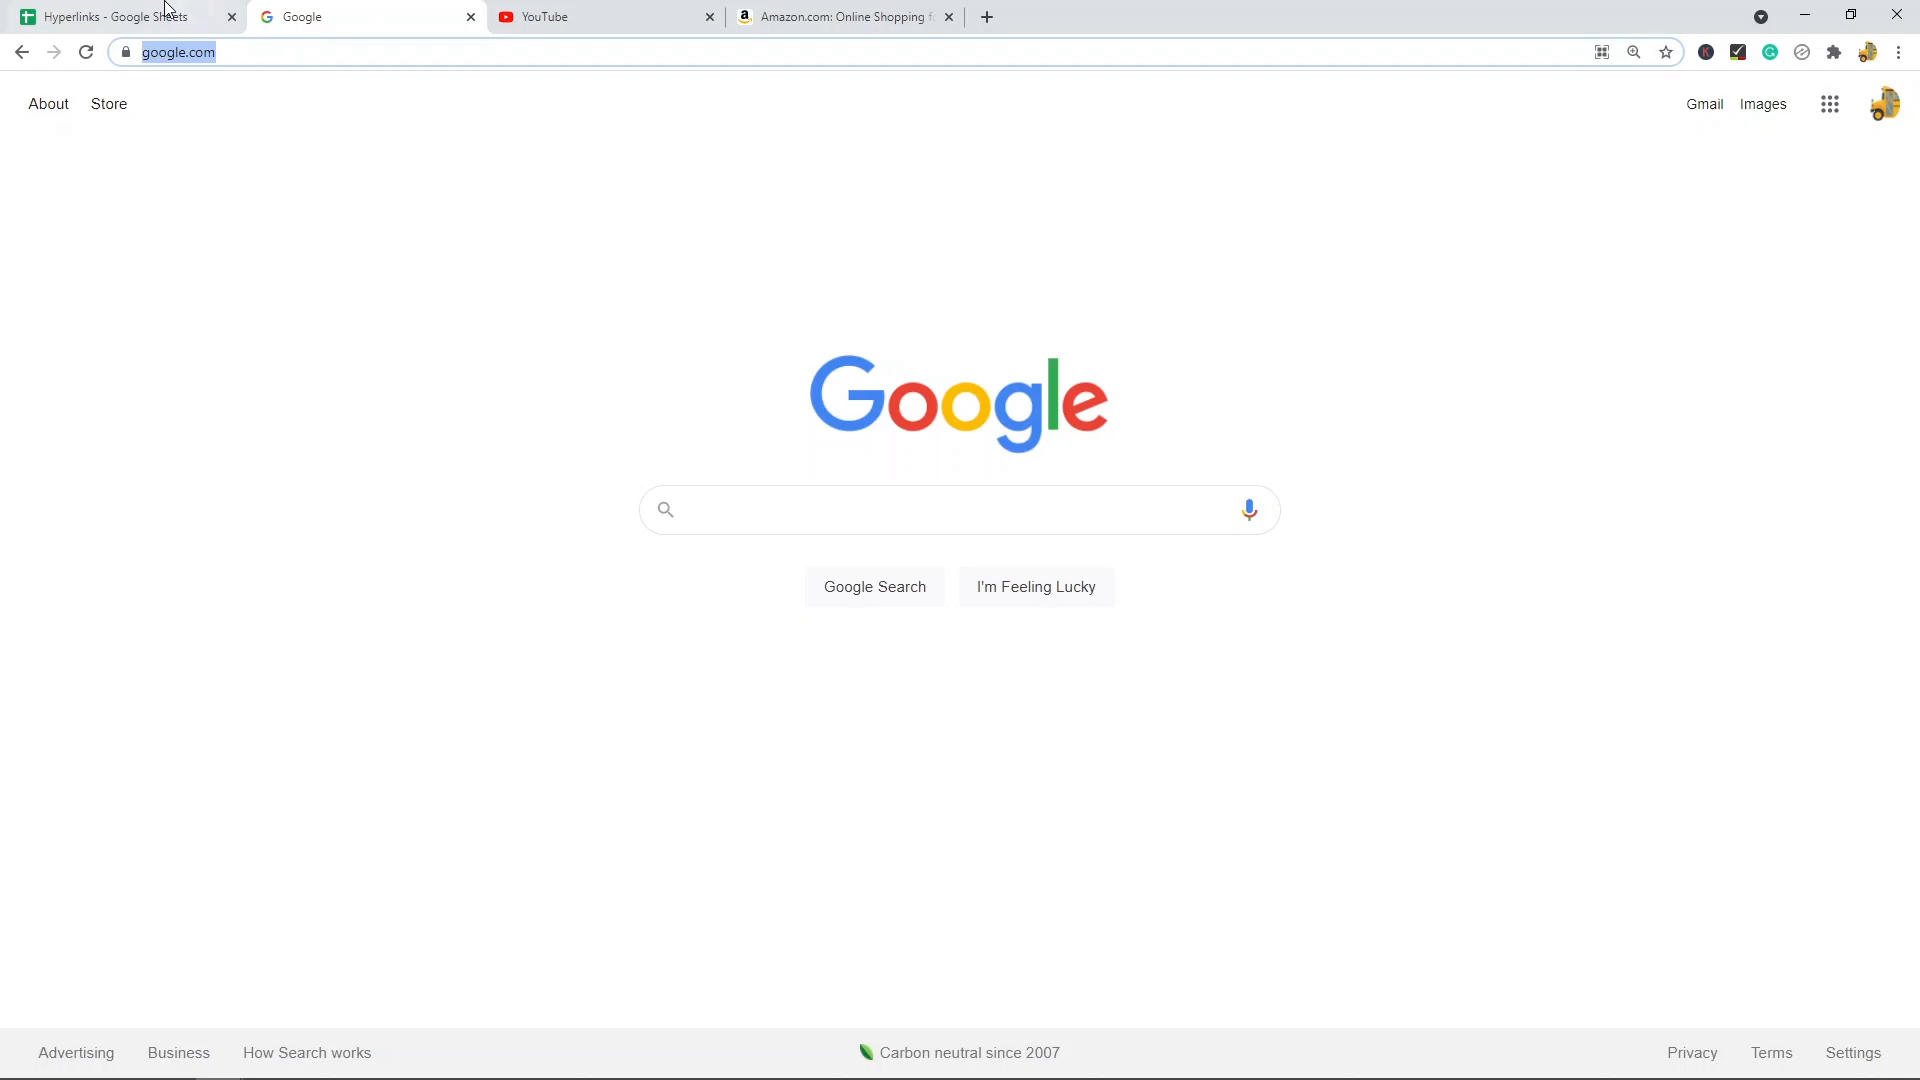 Hyperlinks - Google Sheets
Google
YouTube
Amazon.com: Online Shopping fo
google.com
About
Store
Gmail
Images
Google
Google Search
I'm Feeling Lucky
Advertising
Business
How Search works
Carbon neutral since 2007
Privacy
Terms
Settings